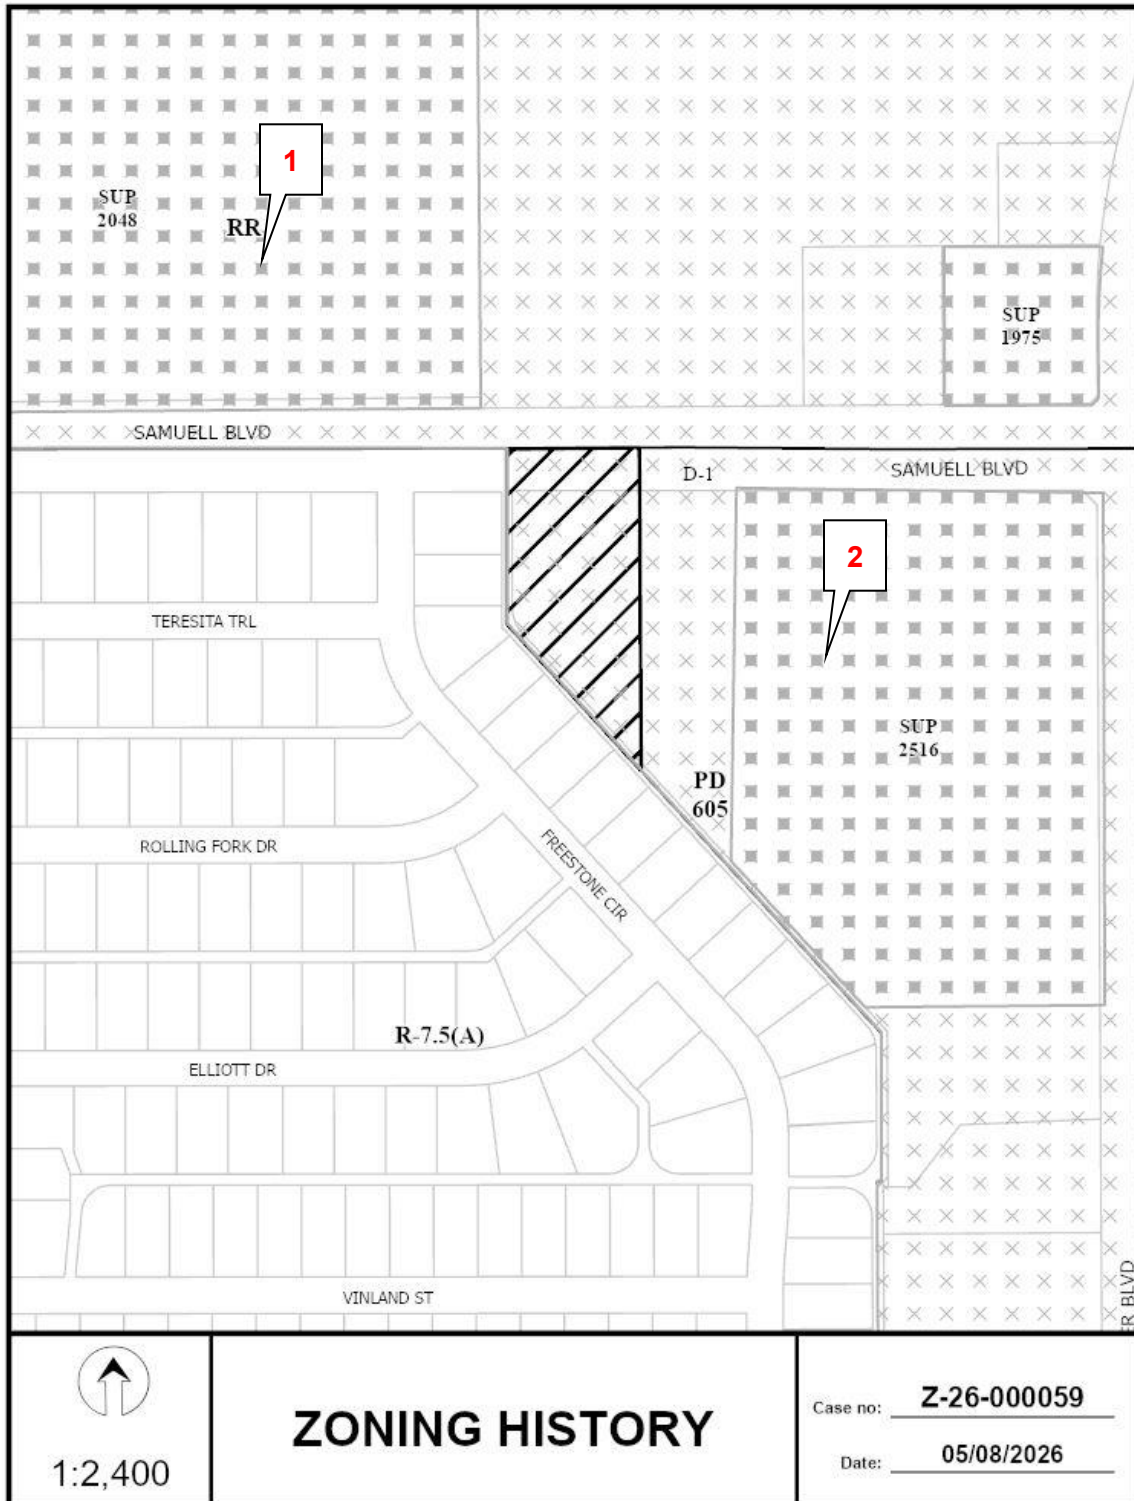 1
SUP
2048
RR
SUP
1975
SAMUELL BLVD
D-1
SAMUELL BLVD
2
TERESITA TRL
SUP
2516
PD
605
ROLLING FORK DR
FREESTONE CIR
R-7.5(A)
ELLIOTT DR
ER BLVD
VINLAND ST
1:2,400
ZONING HISTORY
Case no: Z-26-000059
Date: 05/08/2026